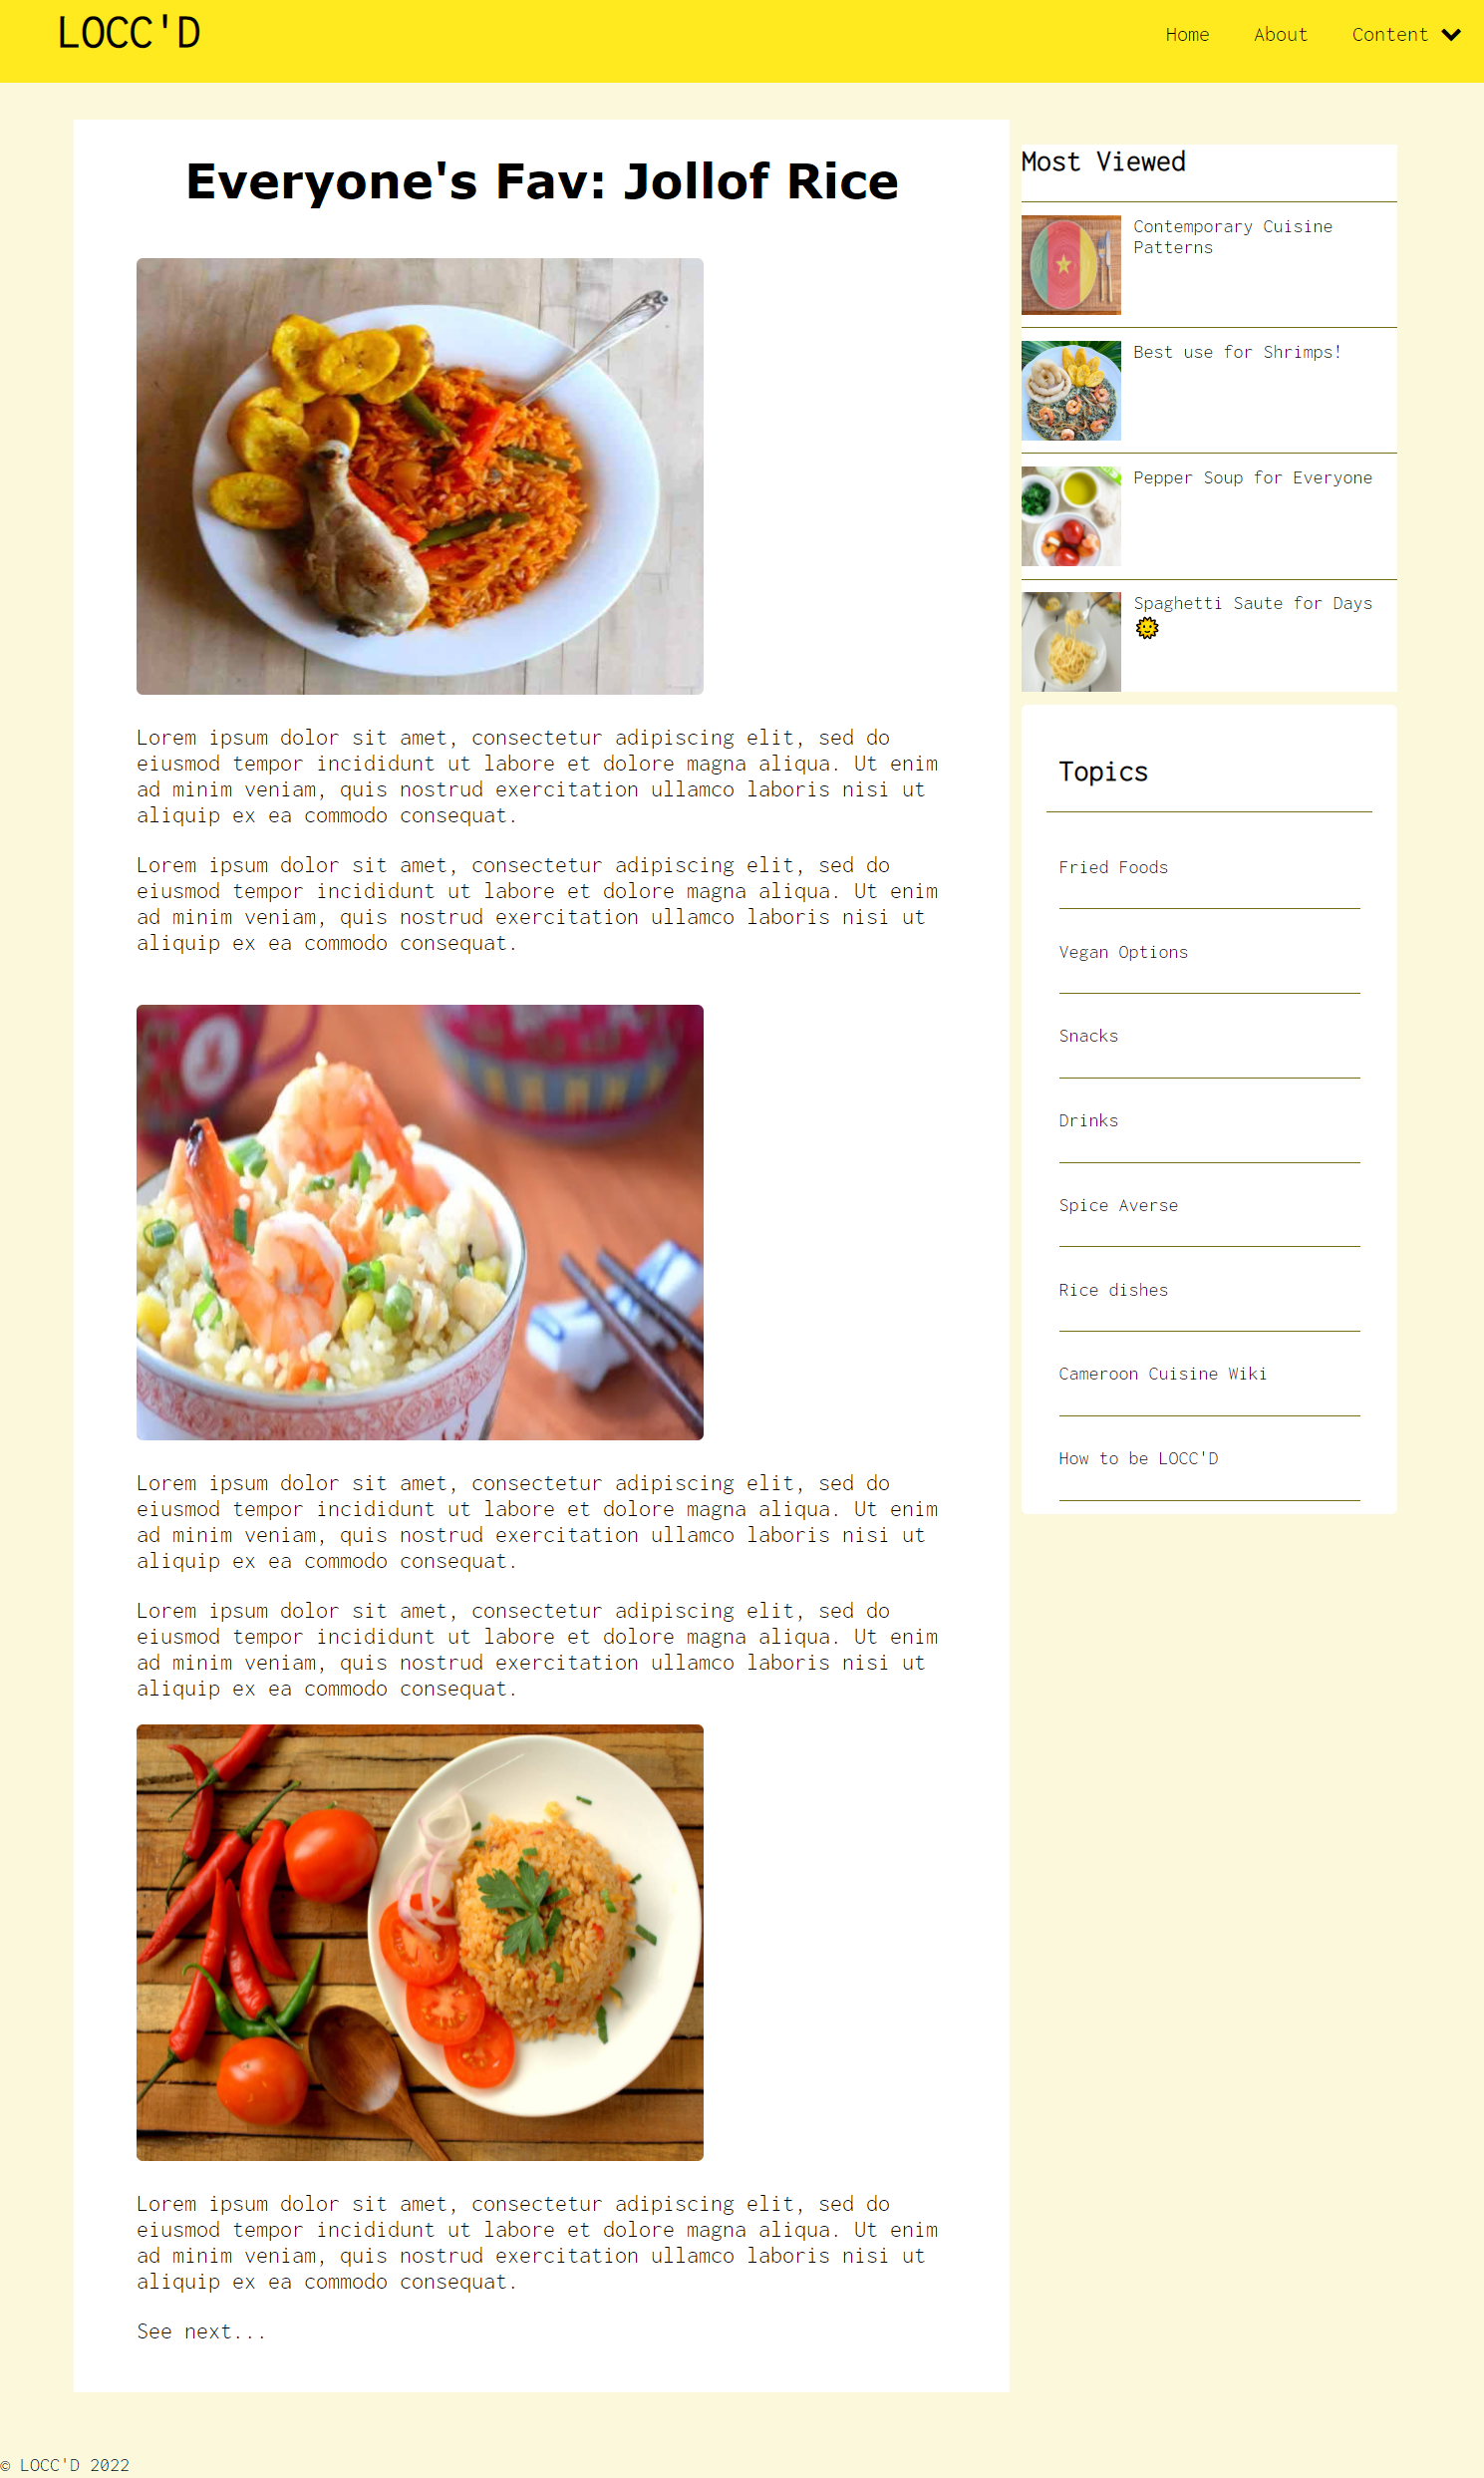 LOCC'D
Home About Content
Everyone's Fav: Jollof Rice
Lorem ipsum dolor sit amet, consectetur adipiscing elit, sed do
eiusmod tempor incididunt ut labore et dolore magna aliqua. Ut enim
ad minim veniam, quis nostrud exercitation ullamco laboris nisi ut
aliquip ex ea commodo consequat.
Lorem ipsum dolor sit amet, consectetur adipiscing elit, sed do
eiusmod tempor incididunt ut labore et dolore magna aliqua. Ut enim
ad minim veniam, quis nostrud exercitation ullamco laboris nisi ut
aliquip ex ea commodo consequat.
Lorem ipsum dolor sit amet, consectetur adipiscing elit, sed do
eiusmod tempor incididunt ut labore et dolore magna aliqua. Ut enim
ad minim veniam, quis nostrud exercitation ullamco laboris nisi ut
aliquip ex ea commodo consequat.
Lorem ipsum dolor sit amet, consectetur adipiscing elit, sed do
eiusmod tempor incididunt ut labore et dolore magna aliqua. Ut enim
ad minim veniam, quis nostrud exercitation ullamco laboris nisi ut
aliquip ex ea commodo consequat.
Lorem ipsum dolor sit amet, consectetur adipiscing elit, sed do
eiusmod tempor incididunt ut labore et dolore magna aliqua. Ut enim
ad minim veniam, quis nostrud exercitation ullamco laboris nisi ut
aliquip ex ea commodo consequat.
See next...
Most Viewed
Contemporary Cuisine
Patterns
Best use for Shrimps!
Pepper Soup for Everyone
Spaghetti Saute for Days
🌞
Topics
Fried Foods
Vegan Options
Snacks
Drinks
Spice Averse
Rice dishes
Cameroon Cuisine Wiki
How to be LOCC'D
© LOCC'D 2022